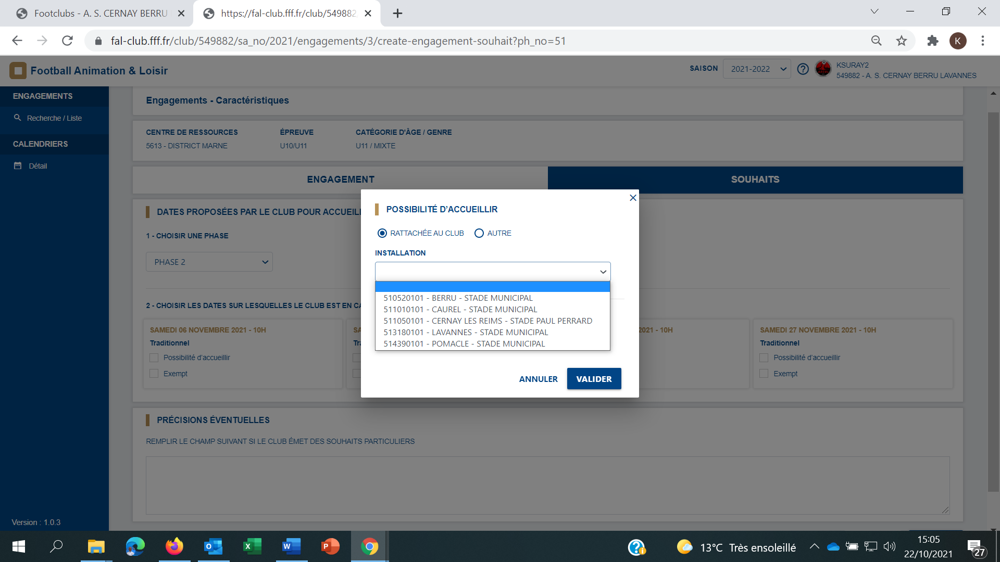 Footclubs - A. S. CERNAY BERRU
https://fal-club.fff.fr/club/549882
fal-club.fff.fr/club/549882/sa_no/2021/engagements/3/create-engagement-souhait?ph_no=51
K
Football Animation & Loisir
SAISON
2021-2022
KSURAY2
549882 - A. S. CERNAY BERRU LAVANNES
ENGAGEMENTS
Recherche / Liste
CALENDRIERS
Détail
Version : 1.0.3
Engagements - Caractéristiques
CENTRE DE RESSOURCES
ÉPREUVE
CATÉGORIE D'ÂGE / GENRE
5613 - DISTRICT MARNE
U10/U11
U11 / MIXTE
ENGAGEMENT
SOUHAITS
DATES PROPOSÉES PAR LE CLUB POUR ACCUEIL
1 - CHOISIR UNE PHASE
PHASE 2
2 - CHOISIR LES DATES SUR LESQUELLES LE CLUB EST EN CA
SAMEDI 06 NOVEMBRE 2021 - 10H
Traditionnel
Possibilité d'accueillir
Exempt
SA
Tra
2021 - 10H
SAMEDI 27 NOVEMBRE 2021 - 10H
Traditionnel
Possibilité d'accueillir
Exempt
POSSIBILITÉ D'ACCUEILLIR
RATTACHÉE AU CLUB
AUTRE
INSTALLATION
510520101 - BERRU - STADE MUNICIPAL
511010101 - CAUREL - STADE MUNICIPAL
511050101 - CERNAY LES REIMS - STADE PAUL PERRARD
513180101 - LAVANNES - STADE MUNICIPAL
514390101 - POMACLE - STADE MUNICIPAL
ANNULER
VALIDER
PRÉCISIONS ÉVENTUELLES
REMPLIR LE CHAMP SUIVANT SI LE CLUB ÉMET DES SOUHAITS PARTICULIERS
13°C Très ensoleillé
15:05
22/10/2021
27